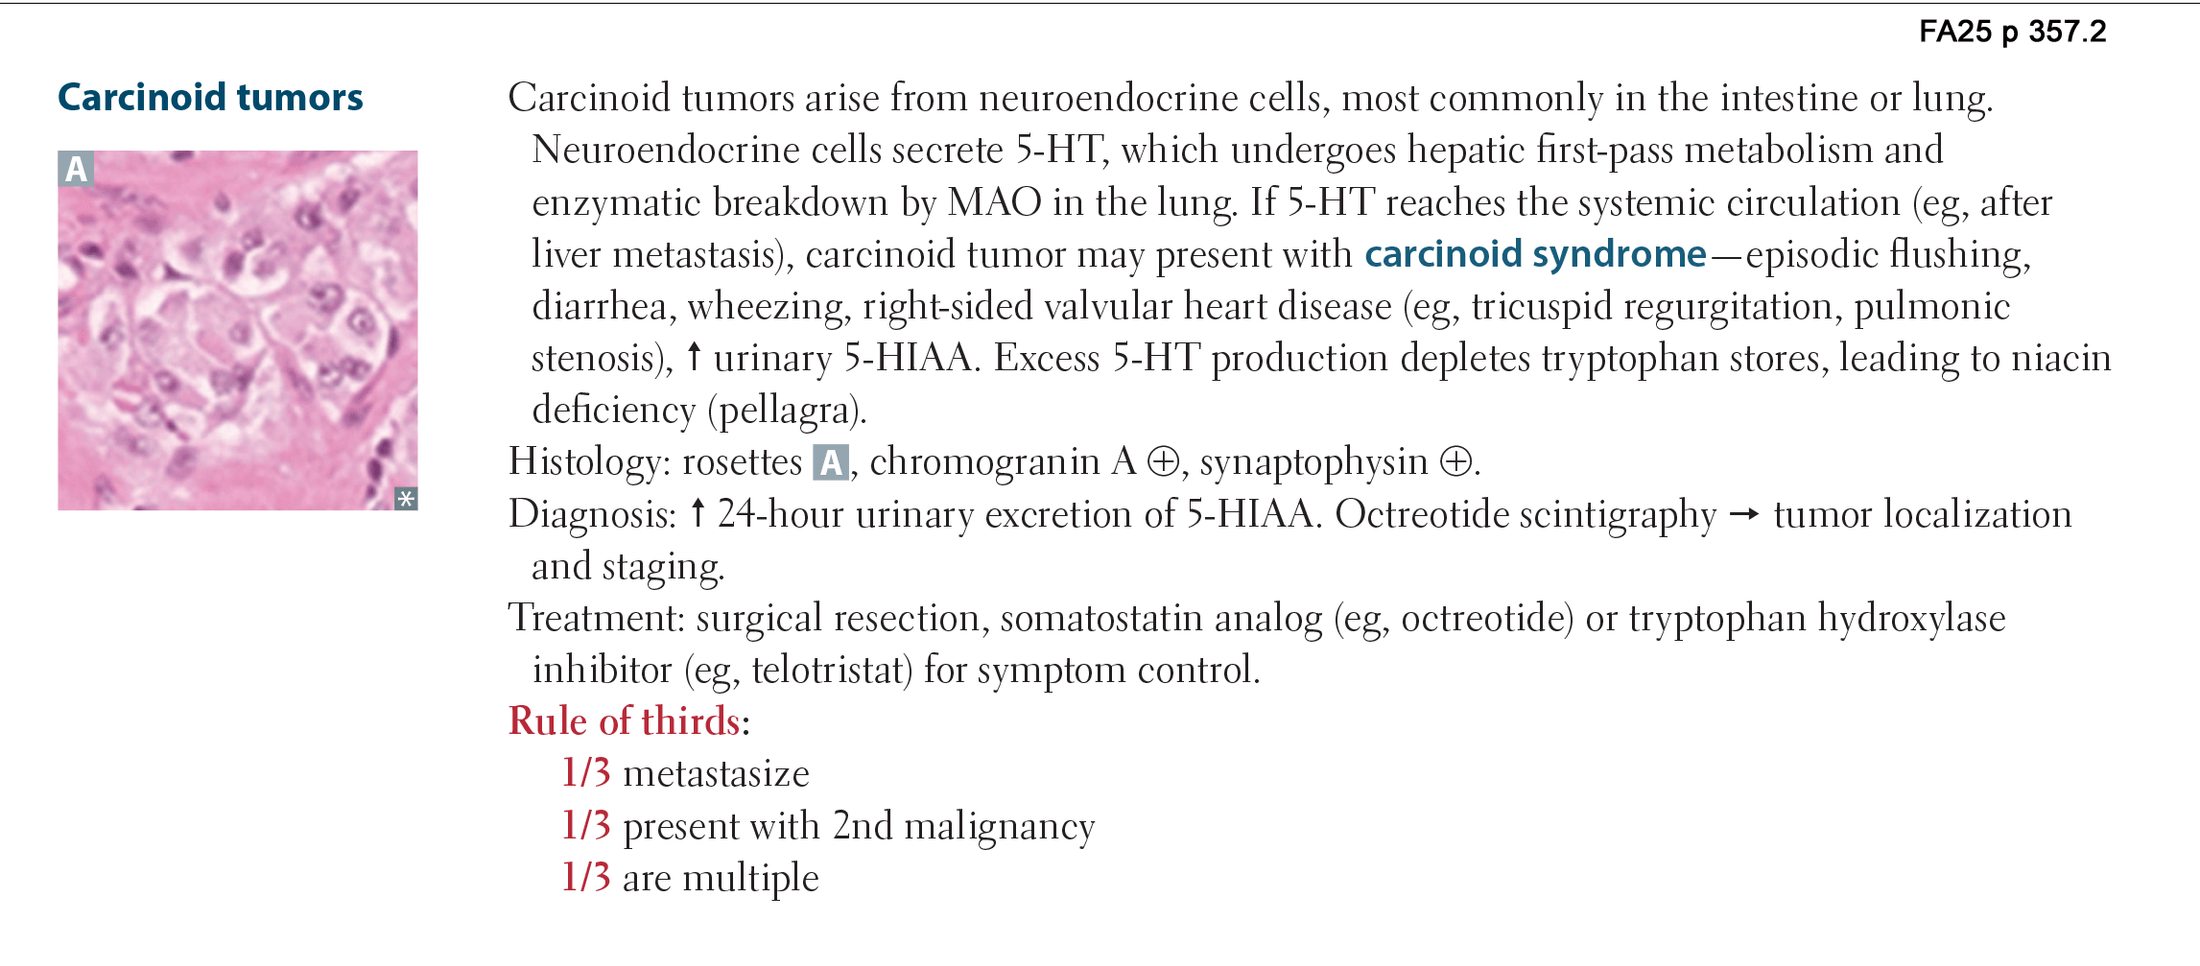 FA25 p 357.2
Carcinoid tumors
A
*
Carcinoid tumors arise from neuroendocrine cells, most commonly in the intestine or lung.
Neuroendocrine cells secrete 5-HT, which undergoes hepatic first-pass metabolism and
enzymatic breakdown by MAO in the lung. If 5-HT reaches the systemic circulation (eg, after
liver metastasis), carcinoid tumor may present with carcinoid syndrome—episodic flushing,
diarrhea, wheezing, right-sided valvular heart disease (eg, tricuspid regurgitation, pulmonic
stenosis), ↑ urinary 5-HIAA. Excess 5-HT production depletes tryptophan stores, leading to niacin
deficiency (pellagra).
Histology: rosettes A, chromogranin A ⊕, synaptophysin ⊕.
Diagnosis: ↑ 24-hour urinary excretion of 5-HIAA. Octreotide scintigraphy → tumor localization
and staging.
Treatment: surgical resection, somatostatin analog (eg, octreotide) or tryptophan hydroxylase
inhibitor (eg, telotristat) for symptom control.
Rule of thirds:
1/3 metastasize
1/3 present with 2nd malignancy
1/3 are multiple